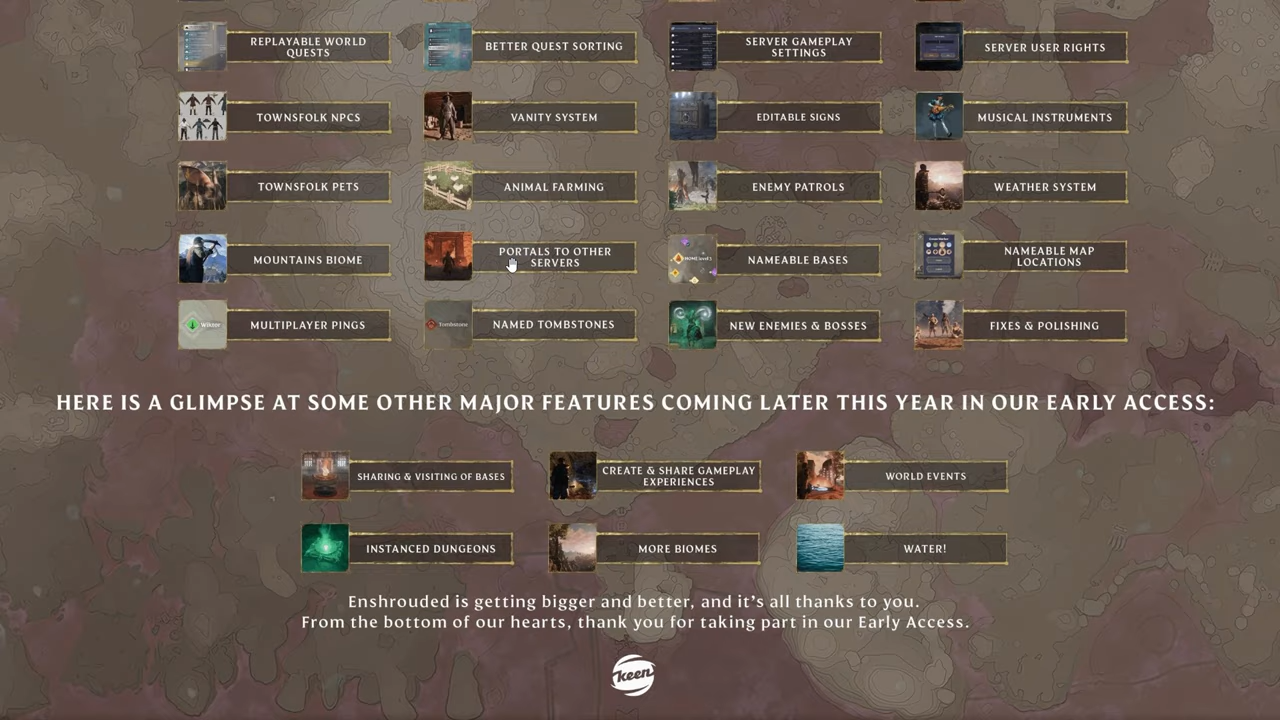 REPLAYABLE WORLD
QUESTS
BETTER QUEST SORTING
SERVER GAMEPLAY
SETTINGS
SERVER USER RIGHTS
TOWNSFOLK NPCS
VANITY SYSTEM
EDITABLE SIGNS
MUSICAL INSTRUMENTS
TOWNSFOLK PETS
ANIMAL FARMING
ENEMY PATROLS
WEATHER SYSTEM
MOUNTAINS BIOME
PORTALS TO OTHER
SERVERS
NAMEABLE BASES
NAMEABLE MAP
LOCATIONS
MULTIPLAYER PINGS
Tombstone
NAMED TOMBSTONES
NEW ENEMIES & BOSSES
FIXES & POLISHING
HERE IS A GLIMPSE AT SOME OTHER MAJOR FEATURES COMING LATER THIS YEAR IN OUR EARLY ACCESS:
SHARING & VISITING OF BASES
CREATE & SHARE GAMEPLAY
EXPERIENCES
WORLD EVENTS
INSTANCED DUNGEONS
MORE BIOMES
WATER!
Enshrouded is getting bigger and better, and it's all thanks to you.
From the bottom of our hearts, thank you for taking part in our Early Access.
keen